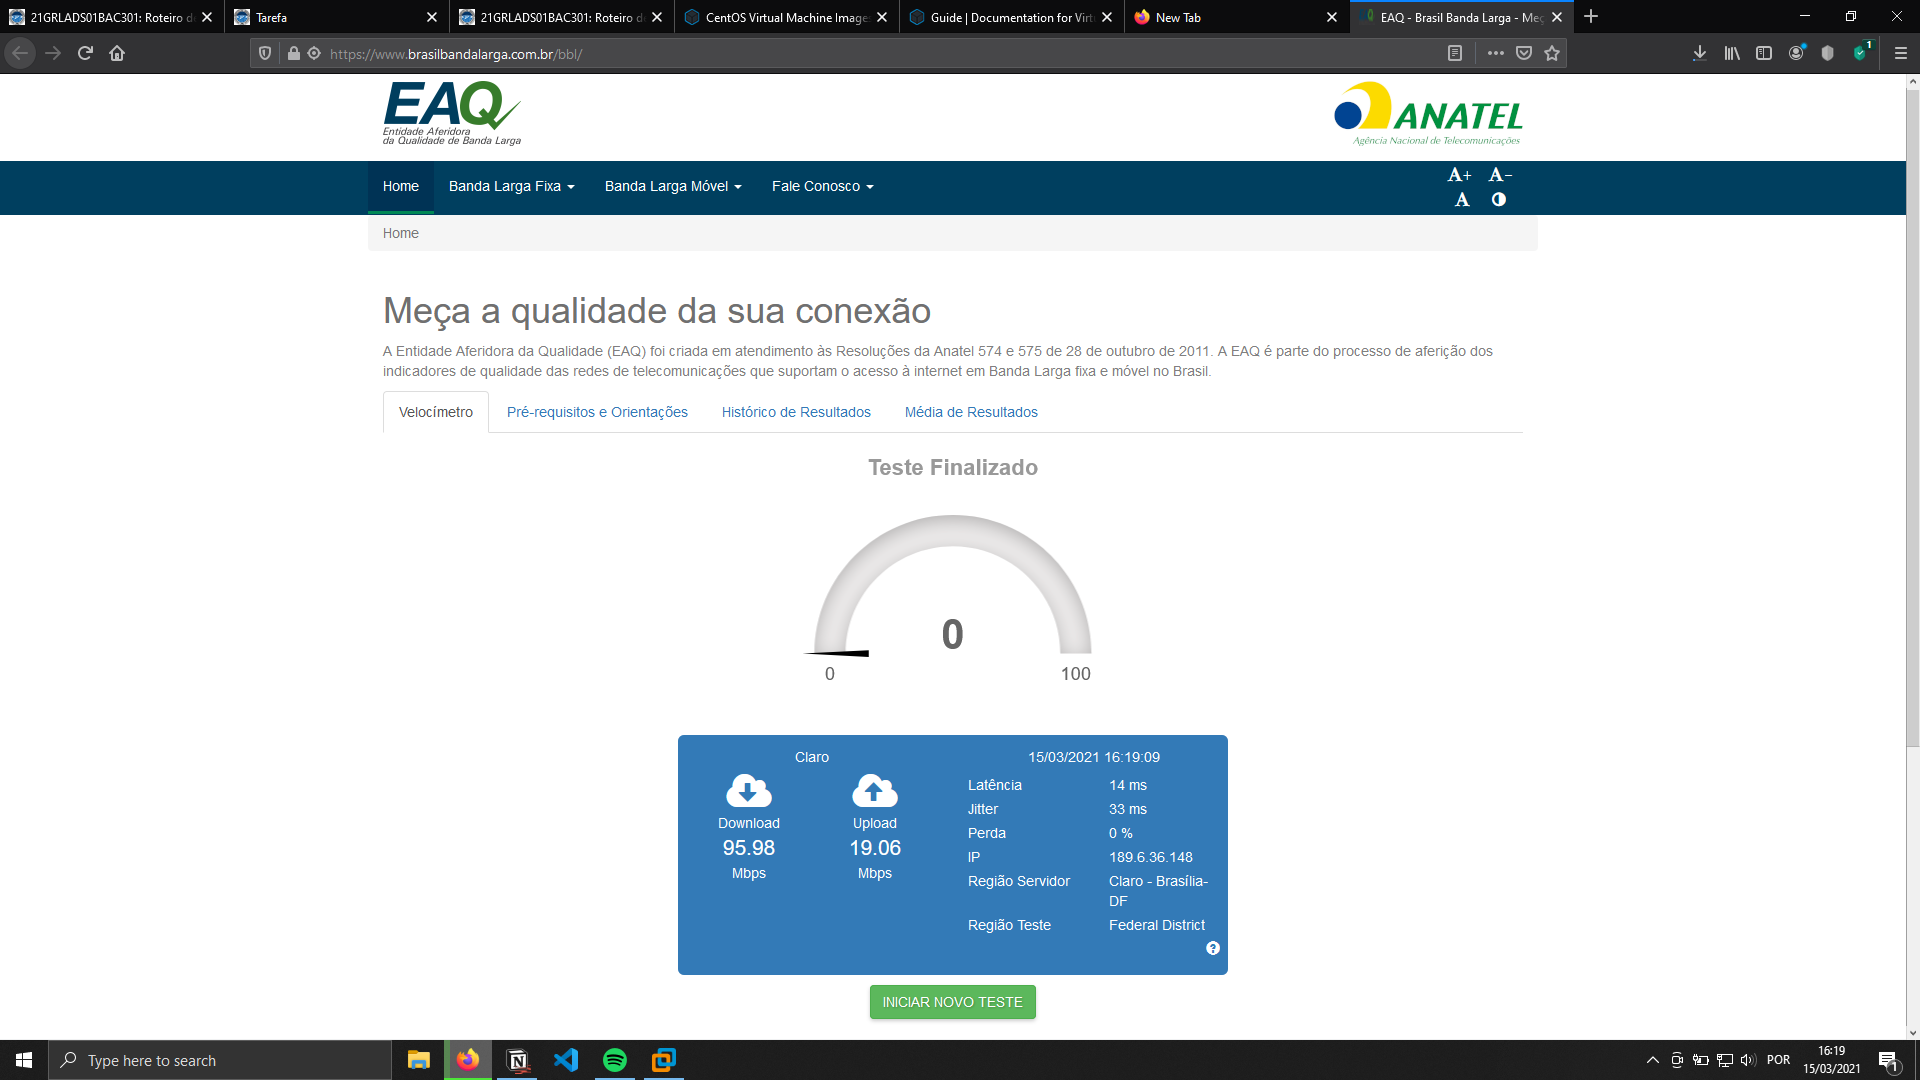 21GRLADS01BAC301: Roteiro d
Tarefa
21GRLADS01BAC301: Roteiro d
CentOS Virtual Machine Image
Guide | Documentation for Virt
New Tab
EAQ - Brasil Banda Larga - Meç
https://www.brasilbandalarga.com.br/bbl/
1
EAQ
Entidade Aferidora
da Qualidade de Banda Larga
ANATEL
Agência Nacional de Telecomunicações
Home
Banda Larga Fixa
Banda Larga Móvel
Fale Conosco
A+ A−
A
Home
Meça a qualidade da sua conexão
A Entidade Aferidora da Qualidade (EAQ) foi criada em atendimento às Resoluções da Anatel 574 e 575 de 28 de outubro de 2011. A EAQ é parte do processo de aferição dos
indicadores de qualidade das redes de telecomunicações que suportam o acesso à internet em Banda Larga fixa e móvel no Brasil.
Velocímetro
Pré-requisitos e Orientações
Histórico de Resultados
Média de Resultados
Teste Finalizado
0
0 100
Claro
Download
95.98
Mbps
Upload
19.06
Mbps
15/03/2021 16:19:09
Latência 14 ms
Jitter 33 ms
Perda 0 %
IP 189.6.36.148
Região Servidor Claro - Brasília-
DF
Região Teste Federal District
?
INICIAR NOVO TESTE
Type here to search
POR
16:19
15/03/2021
1